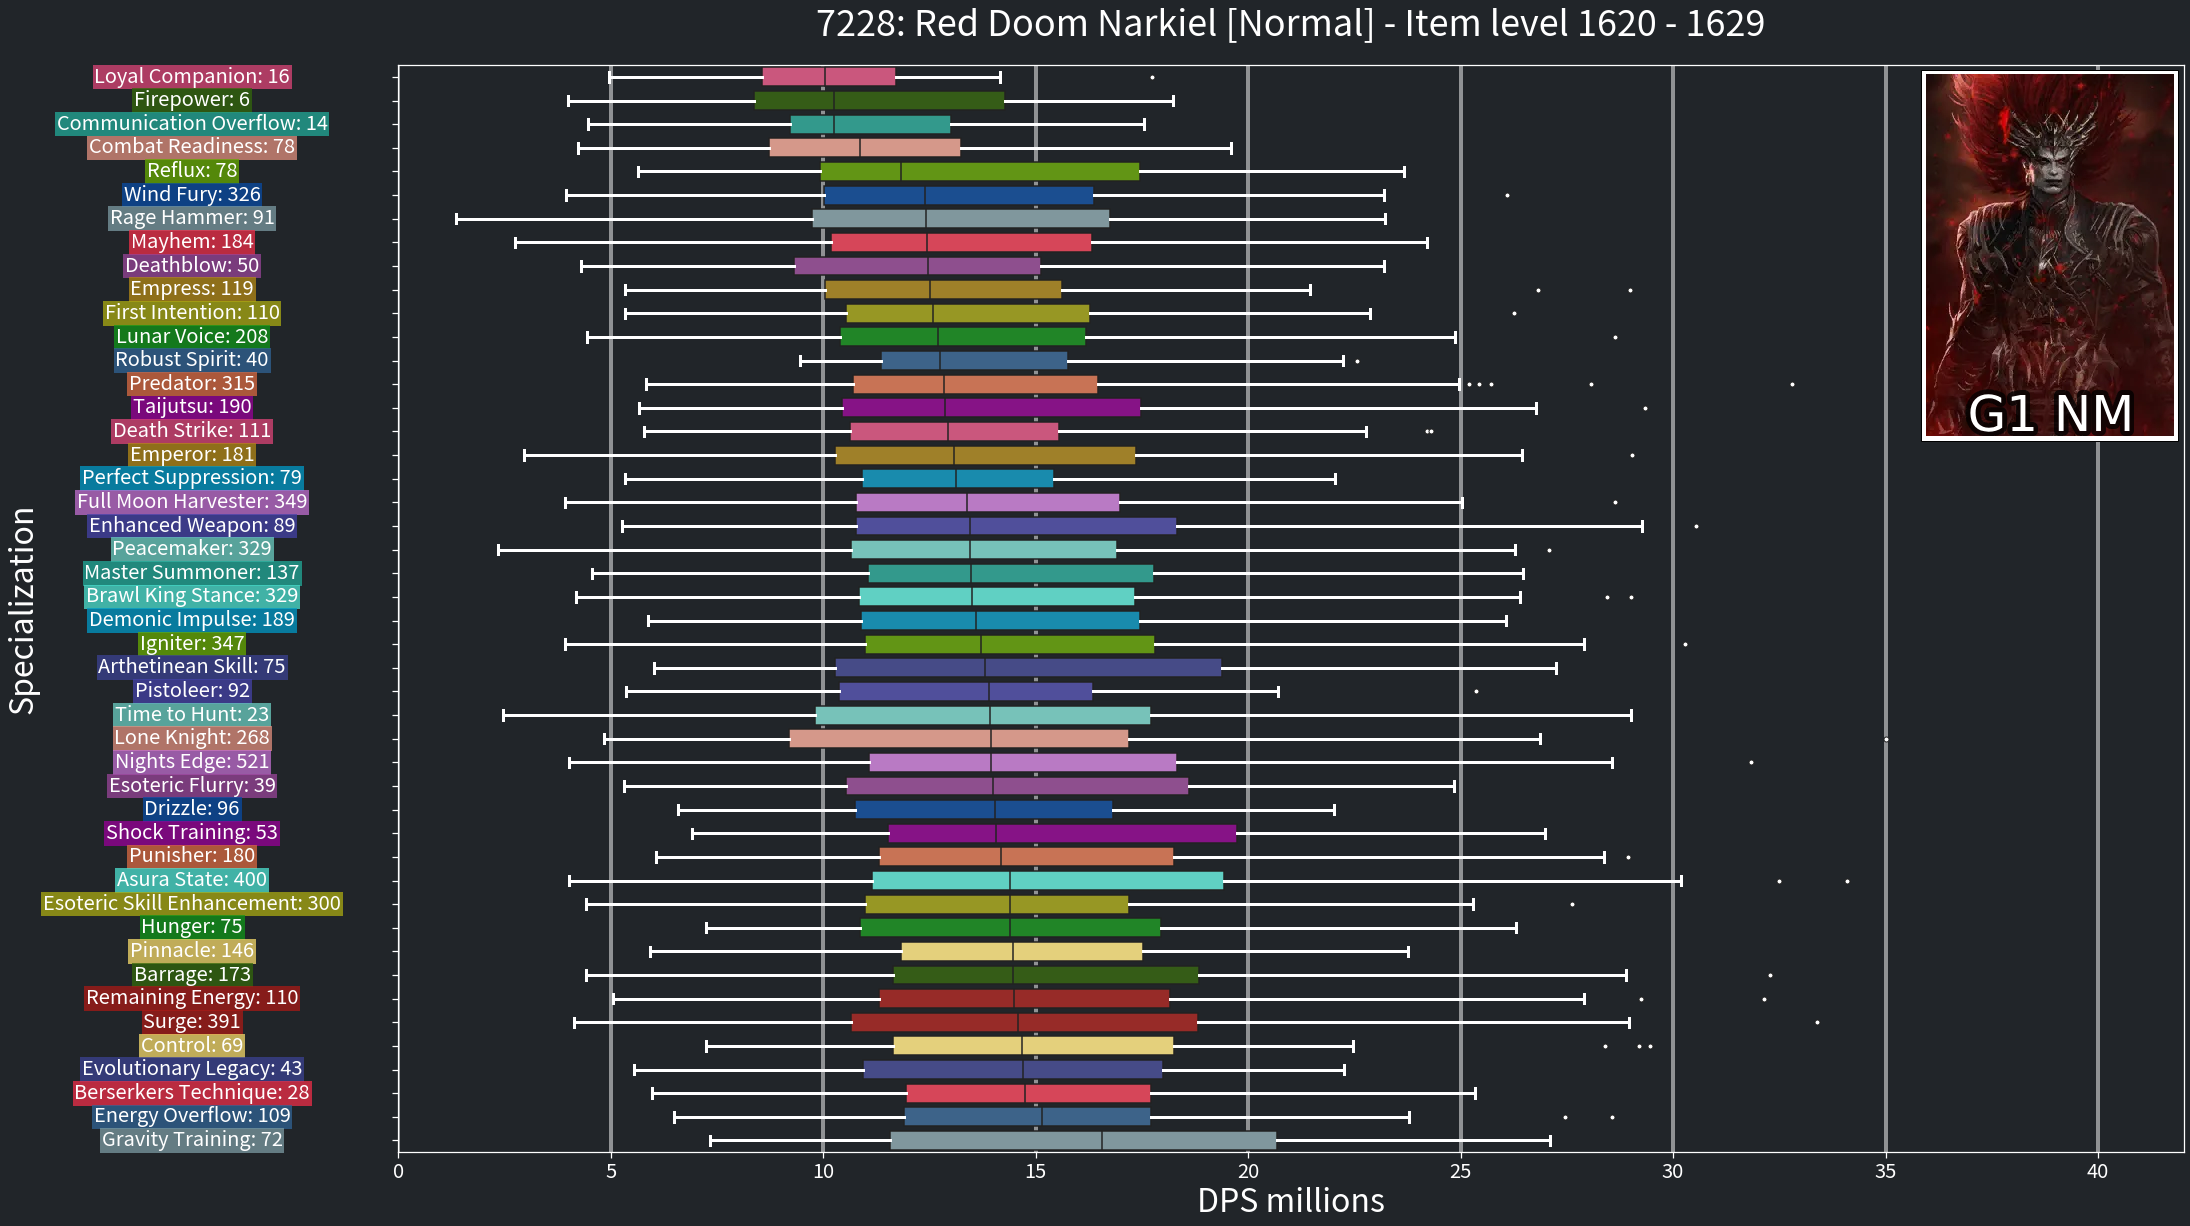 7228: Red Doom Narkiel [Normal] - Item level 1620 - 1629
Loyal Companion: 16
Firepower: 6
Communication Overflow: 14
Combat Readiness: 78
Reflux: 78
Wind Fury: 326
Rage Hammer: 91
Mayhem: 184
Deathblow: 50
Empress: 119
First Intention: 110
Lunar Voice: 208
Robust Spirit: 40
Predator: 315
Taijutsu: 190
Death Strike: 111
Emperor: 181
Perfect Suppression: 79
Full Moon Harvester: 349
Enhanced Weapon: 89
Peacemaker: 329
Master Summoner: 137
Brawl King Stance: 329
Demonic Impulse: 189
Igniter: 347
Arthetinean Skill: 75
Pistoleer: 92
Time to Hunt: 23
Lone Knight: 268
Nights Edge: 521
Esoteric Flurry: 39
Drizzle: 96
Shock Training: 53
Punisher: 180
Asura State: 400
Esoteric Skill Enhancement: 300
Hunger: 75
Pinnacle: 146
Barrage: 173
Remaining Energy: 110
Surge: 391
Control: 69
Evolutionary Legacy: 43
Berserkers Technique: 28
Energy Overflow: 109
Gravity Training: 72
Specialization
G1 NM
0 5 10 15 20 25 30 35 40
DPS millions